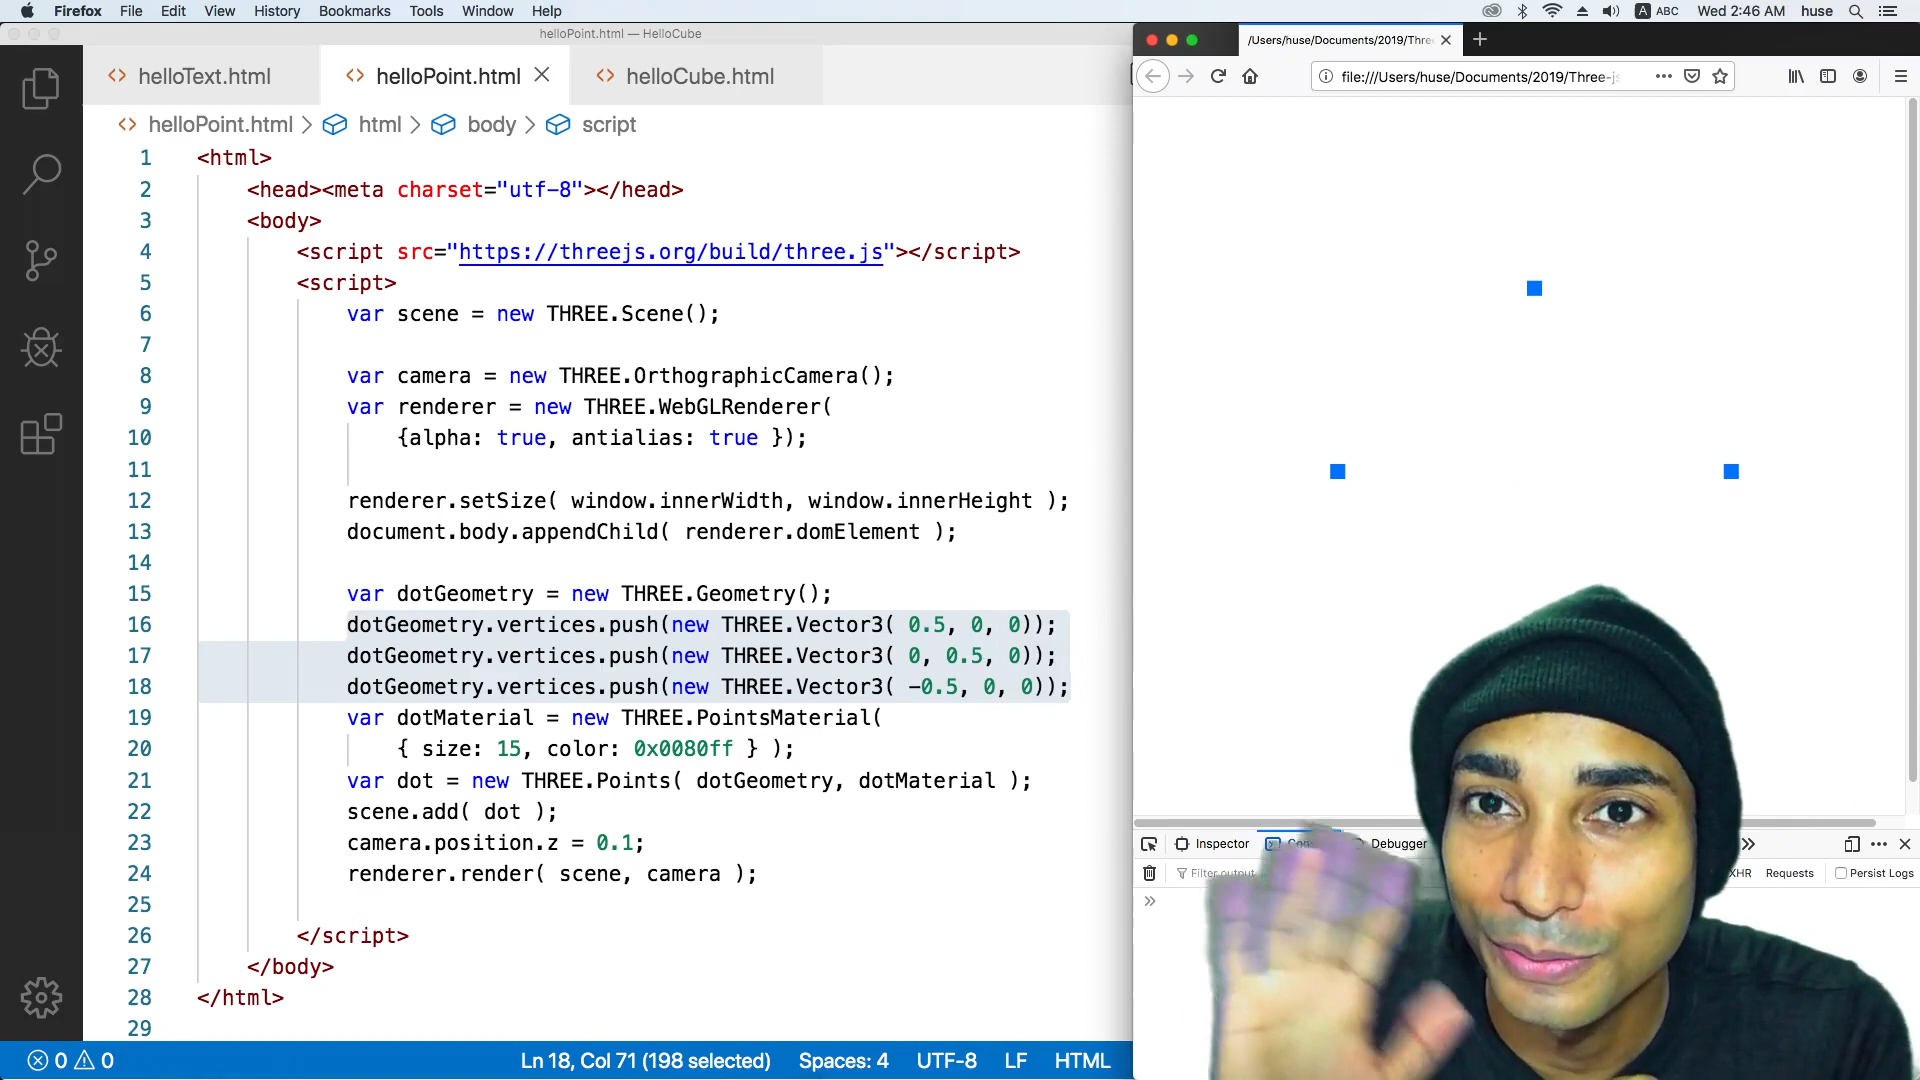 Firefox File Edit View History Bookmarks Tools Window Help
A ABC Wed 2:46 AM huse
helloPoint.html — HelloCube
helloText.html
helloPoint.html
helloCube.html
helloPoint.html > html > body > script
1 <html>
2 <head><meta charset="utf-8"></head>
3 <body>
4 <script src="https://threejs.org/build/three.js"></script>
5 <script>
6 var scene = new THREE.Scene();
7
8 var camera = new THREE.OrthographicCamera();
9 var renderer = new THREE.WebGLRenderer(
10 {alpha: true, antialias: true });
11
12 renderer.setSize( window.innerWidth, window.innerHeight );
13 document.body.appendChild( renderer.domElement );
14
15 var dotGeometry = new THREE.Geometry();
16 dotGeometry.vertices.push(new THREE.Vector3( 0.5, 0, 0));
17 dotGeometry.vertices.push(new THREE.Vector3( 0, 0.5, 0));
18 dotGeometry.vertices.push(new THREE.Vector3( -0.5, 0, 0));
19 var dotMaterial = new THREE.PointsMaterial(
20 { size: 15, color: 0x0080ff } );
21 var dot = new THREE.Points( dotGeometry, dotMaterial );
22 scene.add( dot );
23 camera.position.z = 0.1;
24 renderer.render( scene, camera );
25
26 </script>
27 </body>
28 </html>
29
0 0 Ln 18, Col 71 (198 selected) Spaces: 4 UTF-8 LF HTML
/Users/huse/Documents/2019/Three
file:///Users/huse/Documents/2019/Three-js
Inspector Debugger
Filter output XHR Requests Persist Logs